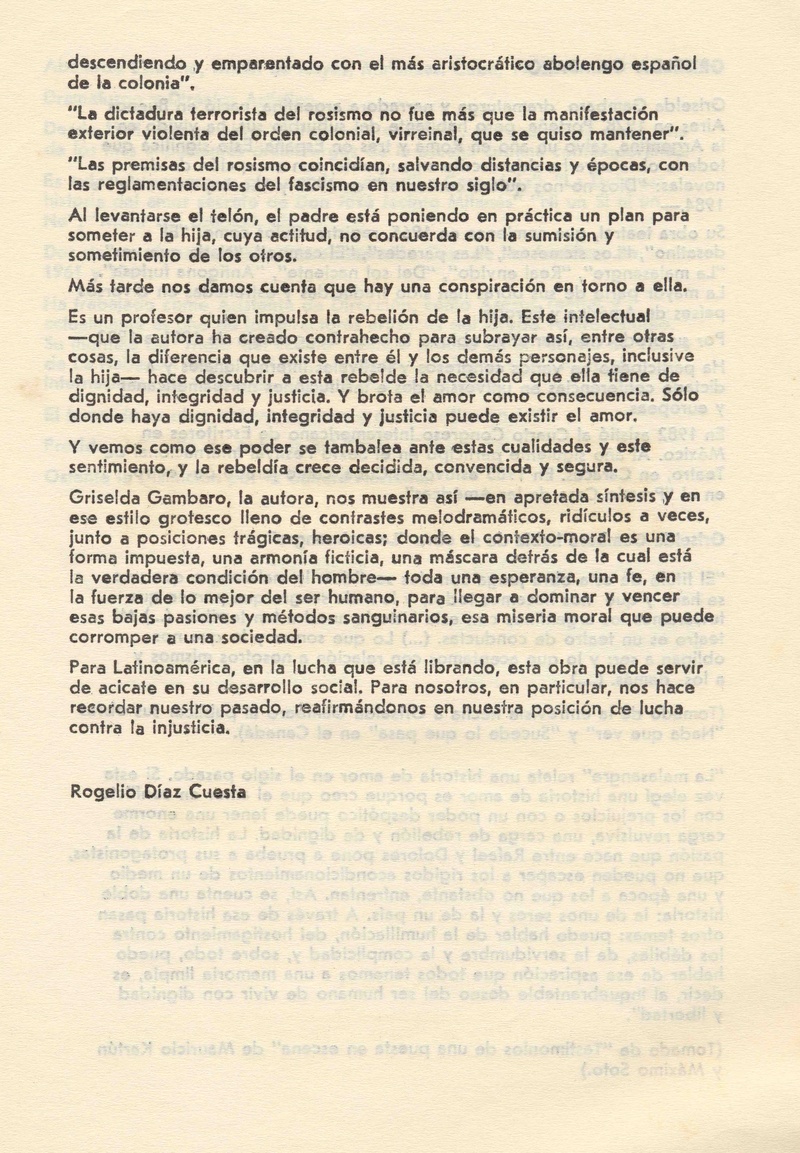 descendiendo y emparentado con el más aristocrático abolengo español
de la colonia".
"La dictadura terrorista del rosismo no fue más que la manifestación
exterior violenta del orden colonial, virreinal, que se quiso mantener".
"Las premisas del rosismo coincidían, salvando distancias y épocas, con
las reglamentaciones del fascismo en nuestro siglo".
Al levantarse el telón, el padre está poniendo en práctica un plan para
someter a la hija, cuya actitud, no concuerda con la sumisión y
sometimiento de los otros.
Más tarde nos damos cuenta que hay una conspiración en torno a ella.
Es un profesor quien impulsa la rebelión de la hija. Este intelectual
—que la autora ha creado contrahecho para subrayar así, entre otras
cosas, la diferencia que existe entre él y los demás personajes, inclusive
la hija— hace descubrir a esta rebelde la necesidad que ella tiene de
dignidad, integridad y justicia. Y brota el amor como consecuencia. Sólo
donde haya dignidad, integridad y justicia puede existir el amor.
Y vemos como ese poder se tambalea ante estas cualidades y este
sentimiento, y la rebeldía crece decidida, convencida y segura.
Griselda Gambaro, la autora, nos muestra así —en apretada síntesis y en
ese estilo grotesco lleno de contrastes melodramáticos, ridículos a veces,
junto a posiciones trágicas, heroicas; donde el contexto-moral es una
forma impuesta, una armonía ficticia, una máscara detrás de la cual está
la verdadera condición del hombre— toda una esperanza, una fe, en
la fuerza de lo mejor del ser humano, para llegar a dominar y vencer
esas bajas pasiones y métodos sanguinarios, esa miseria moral que puede
corromper a una sociedad.
Para Latinoamérica, en la lucha que está librando, esta obra puede servir
de acicate en su desarrollo social. Para nosotros, en particular, nos hace
recordar nuestro pasado, reafirmándonos en nuestra posición de lucha
contra la injusticia.
Rogelio Díaz Cuesta